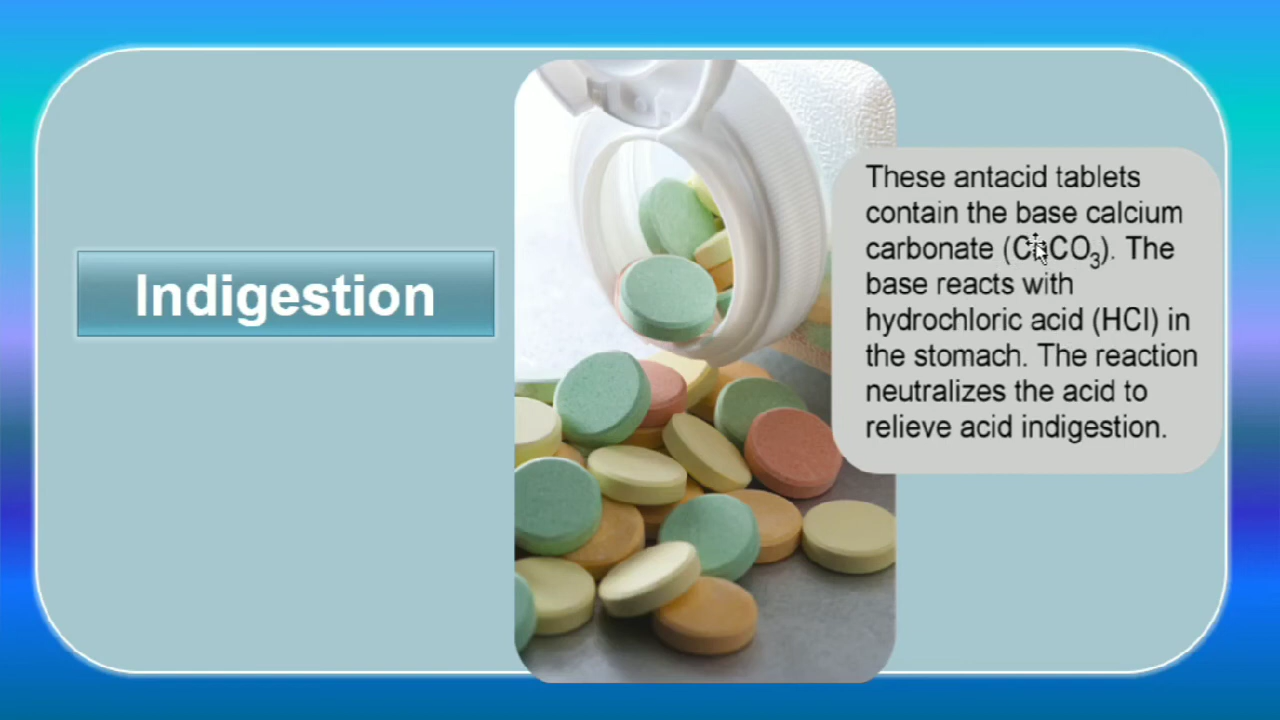 Indigestion
These antacid tablets
contain the base calcium
carbonate (CaCO₃). The
base reacts with
hydrochloric acid (HCl) in
the stomach. The reaction
neutralizes the acid to
relieve acid indigestion.